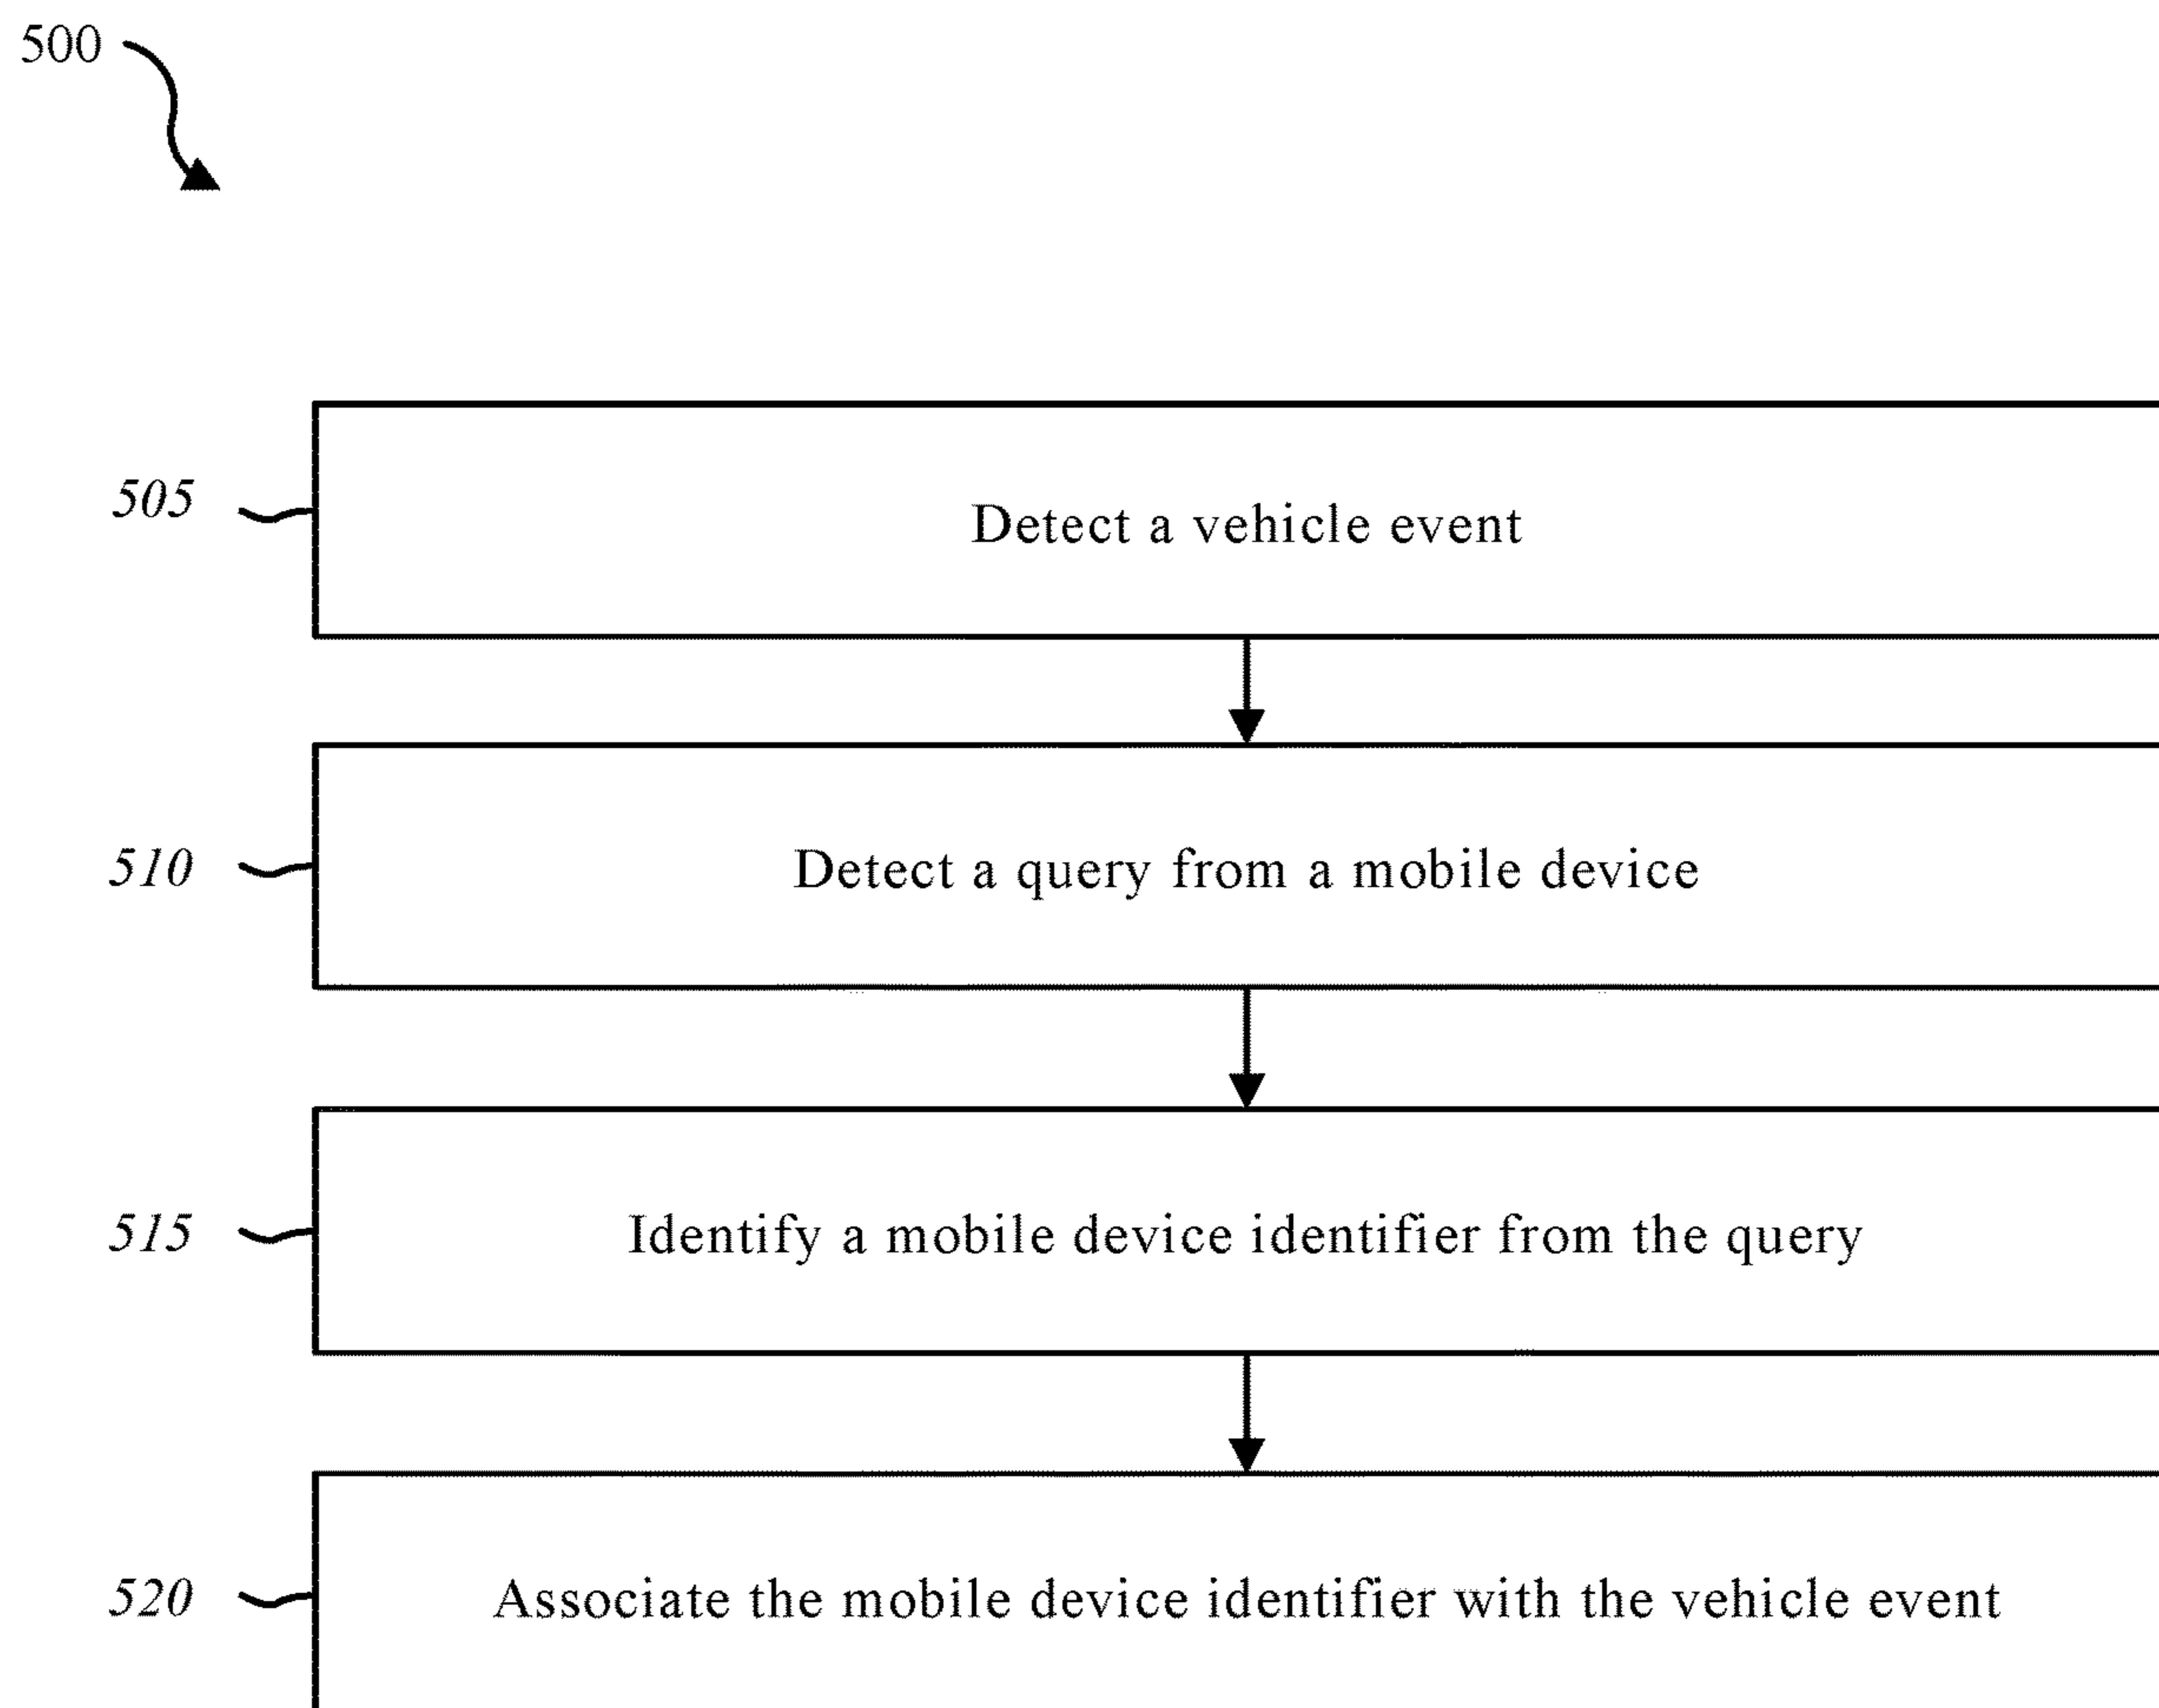 500
505
Detect a vehicle event
510
Detect a query from a mobile device
515
Identify a mobile device identifier from the query
520
Associate the mobile device identifier with the vehicle event